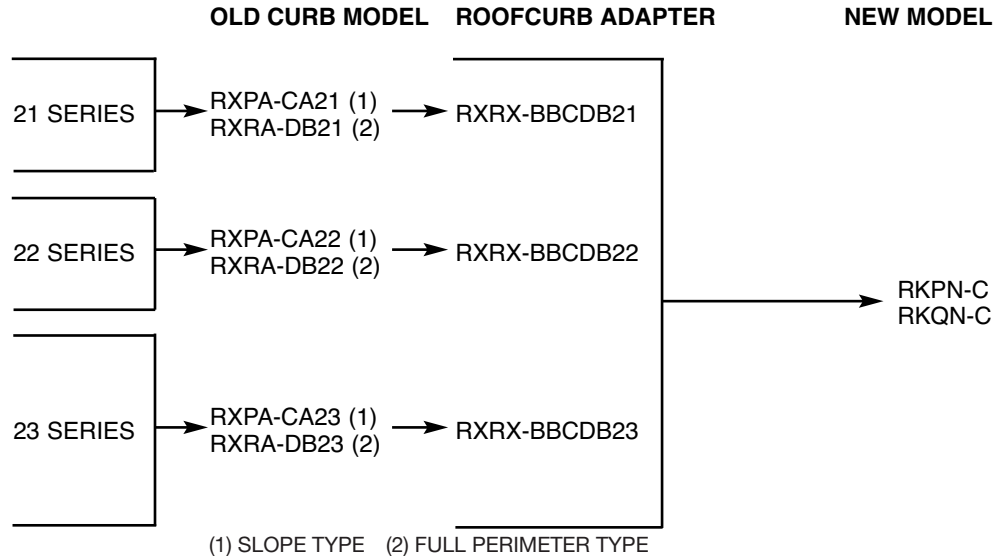 OLD CURB MODEL ROOFCURB ADAPTER NEW MODEL
21 SERIES
RXPA-CA21 (1)
RXRA-DB21 (2)
RXRX-BBCDB21
22 SERIES
RXPA-CA22 (1)
RXRA-DB22 (2)
RXRX-BBCDB22
RKPN-C
RKQN-C
23 SERIES
RXPA-CA23 (1)
RXRA-DB23 (2)
RXRX-BBCDB23
(1) SLOPE TYPE (2) FULL PERIMETER TYPE